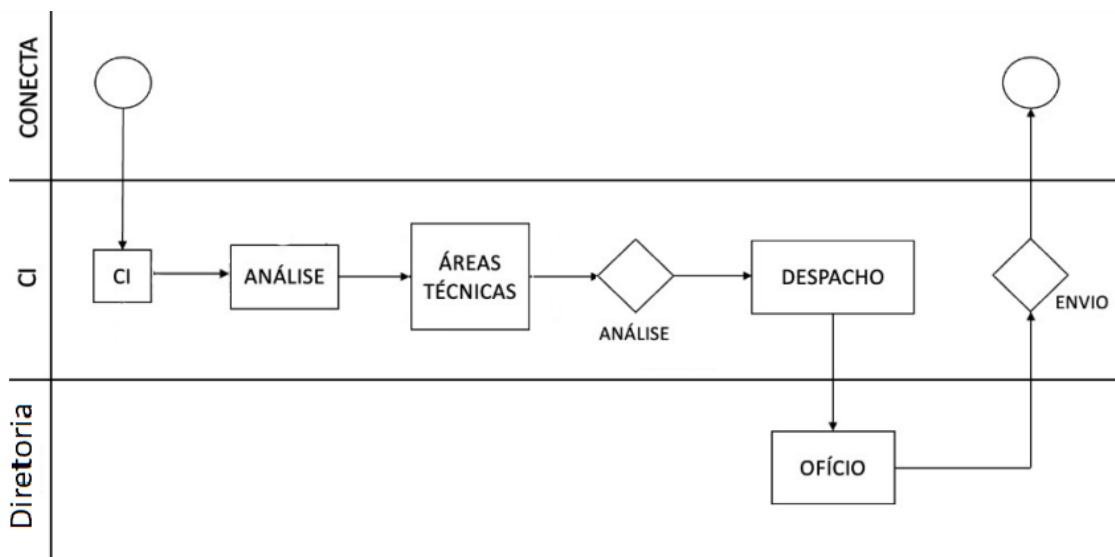 CONECTA
CI
CI
ANÁLISE
ÁREAS
TÉCNICAS
ANÁLISE
DESPACHO
ENVIO
Diretoria
OFÍCIO